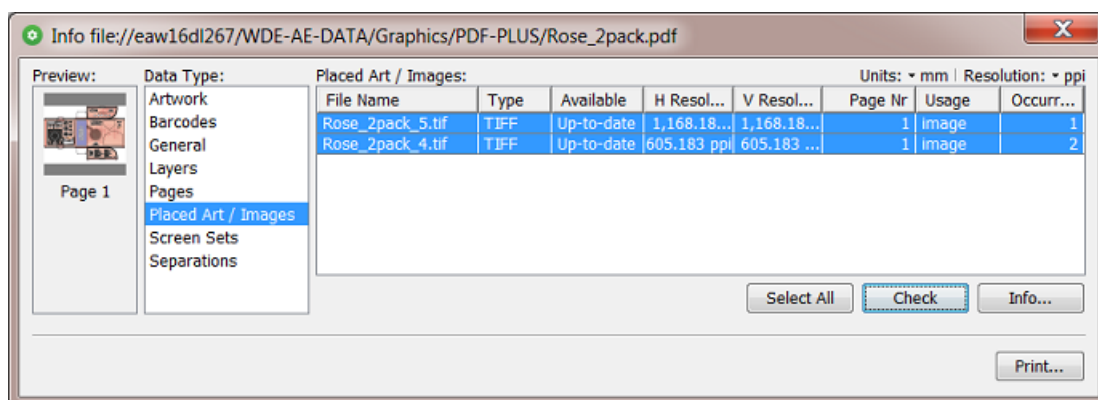 Info file://eaw16dl267/WDE-AE-DATA/Graphics/PDF-PLUS/Rose_2pack.pdf
Preview: Data Type: Placed Art / Images: Units: mm | Resolution: ppi
File Name Type Available H Resol... V Resol... Page Nr Usage Occurr...
Artwork
Rose_2pack_5.tif TIFF Up-to-date 1,168.18... 1,168.18... 1 image 1
Barcodes
Rose_2pack_4.tif TIFF Up-to-date 605.183 ppi 605.183 ... 1 image 2
General
Layers
Page 1
Pages
Placed Art / Images
Screen Sets
Separations
Select All Check Info...
Print...